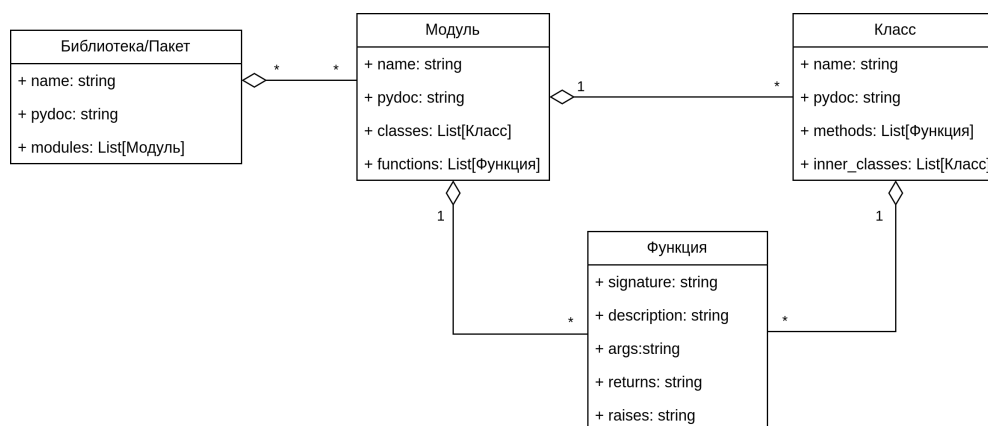 Библиотека/Пакет
+ name: string
+ pydoc: string
+ modules: List[Модуль]
*
*
Модуль
+ name: string
+ pydoc: string
+ classes: List[Класс]
+ functions: List[Функция]
1
*
Класс
+ name: string
+ pydoc: string
+ methods: List[Функция]
+ inner_classes: List[Класс]
1
*
1
*
Функция
+ signature: string
+ description: string
+ args:string
+ returns: string
+ raises: string